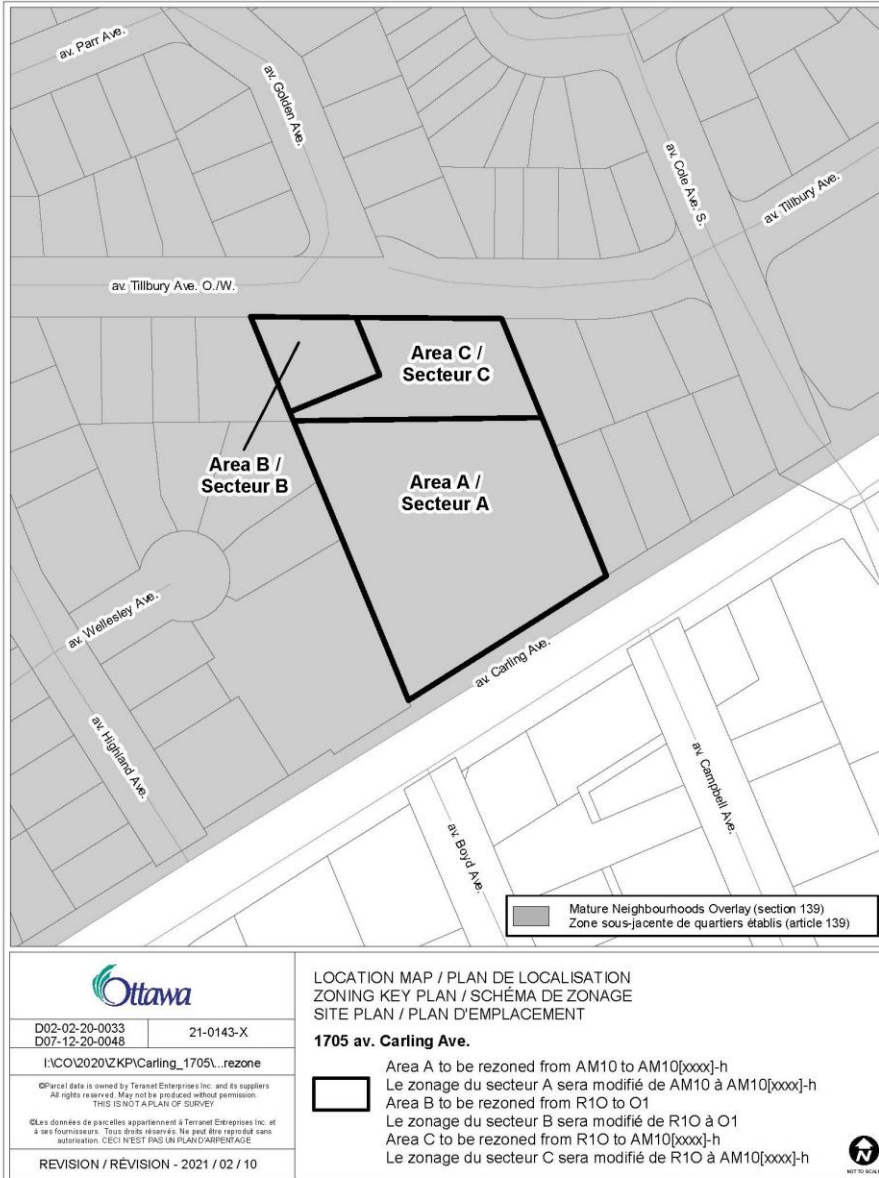 av. Parr Ave.
av. Golden Ave.
av. Cole Ave. S.
av. Tillbury Ave.
av. Tillbury Ave. O./W.
Area C /
Secteur C
Area B /
Secteur B
Area A /
Secteur A
av. Wellesley Ave.
av. Highland Ave.
av. Carling Ave.
av. Boyd Ave.
av. Campbell Ave.
Mature Neighbourhoods Overlay (section 139)
Zone sous-jacente de quartiers établis (article 139)
Ottawa
D02-02-20-0033
D07-12-20-0048
21-0143-X
I:\CO\2020\ZKP\Carling_1705\...rezone
©Parcel data is owned by Teranet Enterprises Inc. and its suppliers
All rights reserved. May not be produced without permission.
THIS IS NOT A PLAN OF SURVEY
©Les données de parcelles appartiennent à Teranet Entreprises Inc. et
à ses fournisseurs. Tous droits réservés. Ne peut être reproduit sans
autorisation. CECI N'EST PAS UN PLAN D'ARPENTAGE
REVISION / RÉVISION - 2021 / 02 / 10
LOCATION MAP / PLAN DE LOCALISATION
ZONING KEY PLAN / SCHÉMA DE ZONAGE
SITE PLAN / PLAN D'EMPLACEMENT
1705 av. Carling Ave.
Area A to be rezoned from AM10 to AM10[xxxx]-h
Le zonage du secteur A sera modifié de AM10 à AM10[xxxx]-h
Area B to be rezoned from R1O to O1
Le zonage du secteur B sera modifié de R1O à O1
Area C to be rezoned from R1O to AM10[xxxx]-h
Le zonage du secteur C sera modifié de R1O à AM10[xxxx]-h
N
NOT TO SCALE